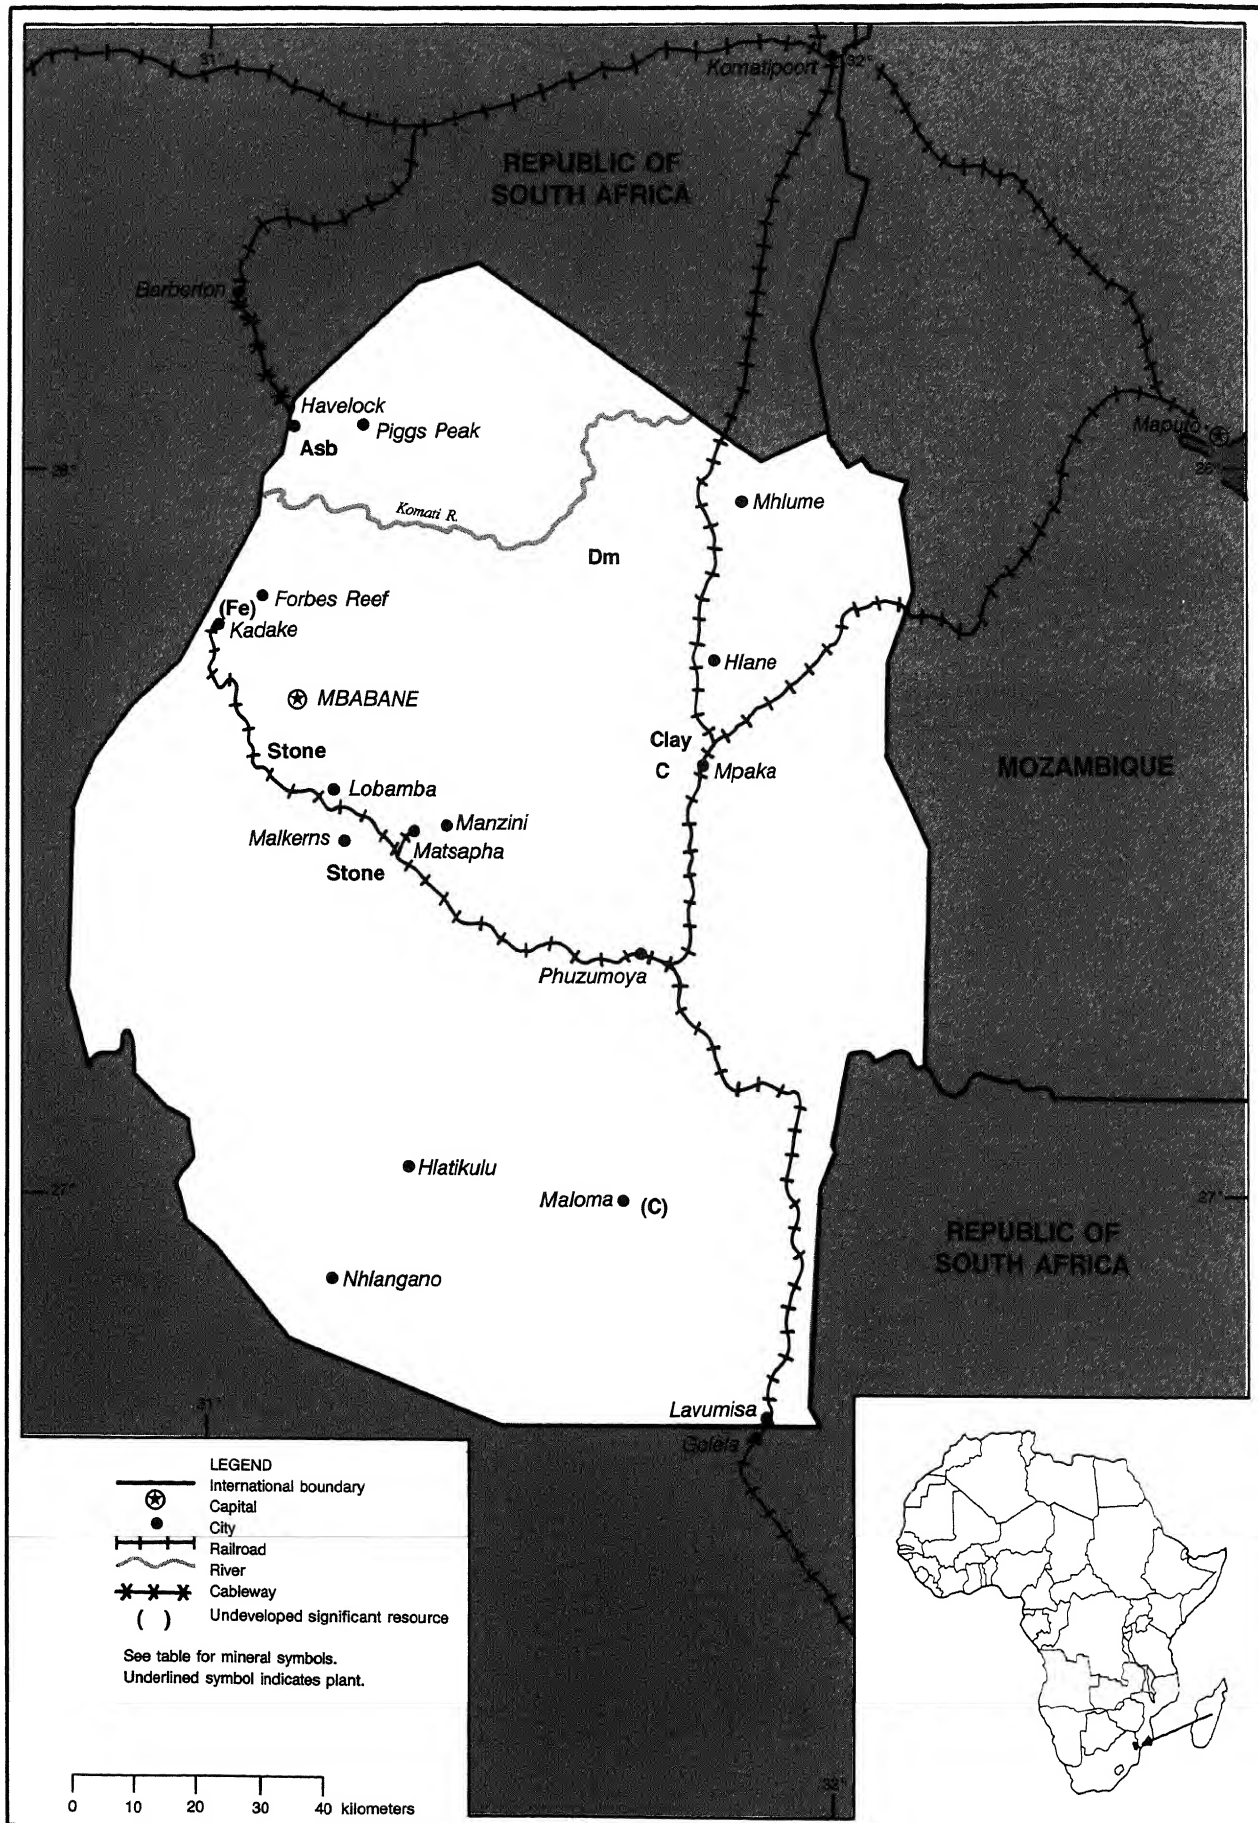 31°
Komatipoort
32°
REPUBLIC OF
SOUTH AFRICA
Barberton
Havelock
Piggs Peak
Asb
Maputo
26°
26°
Komati R.
Mhlume
Dm
Forbes Reef
(Fe)
Kadake
Hlane
MBABANE
Clay
Stone
C
Mpaka
MOZAMBIQUE
Lobamba
Manzini
Malkerns
Matsapha
Stone
Phuzumoya
Hlatikulu
27°
Maloma
(C)
27°
REPUBLIC OF
SOUTH AFRICA
Nhlangano
31°
Lavumisa
Golela
LEGEND
International boundary
Capital
City
Railroad
River
Cableway
( )
Undeveloped significant resource
See table for mineral symbols.
Underlined symbol indicates plant.
32°
0 10 20 30 40 kilometers